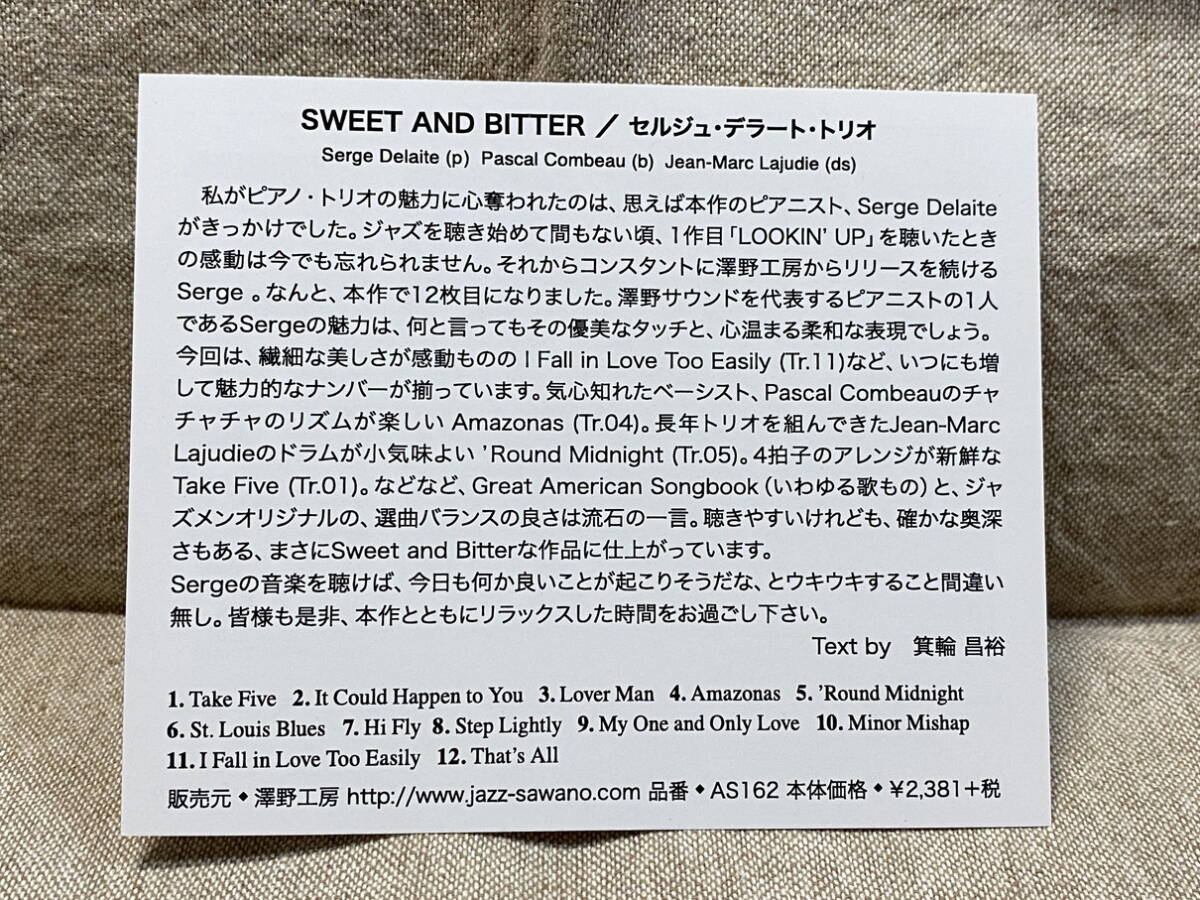 SWEET AND BITTER / セルジュ・デラート・トリオ
Serge Delaite (p) Pascal Combeau (b) Jean-Marc Lajudie (ds)
私がピアノ・トリオの魅力に心奪われたのは、思えば本作のピアニスト、Serge Delaite
がきっかけでした。ジャズを聴き始めて間もない頃、1作目「LOOKIN' UP」を聴いたとき
の感動は今でも忘れられません。それからコンスタントに澤野工房からリリースを続ける
Serge 。なんと、本作で12枚目になりました。澤野サウンドを代表するピアニストの1人
であるSergeの魅力は、何と言ってもその優美なタッチと、心温まる柔和な表現でしょう。
今回は、繊細な美しさが感動ものの I Fall in Love Too Easily (Tr.11)など、いつにも増
して魅力的なナンバーが揃っています。気心知れたベーシスト、Pascal Combeauのチャ
チャチャのリズムが楽しい Amazonas (Tr.04)。長年トリオを組んできたJean-Marc
Lajudieのドラムが小気味よい 'Round Midnight (Tr.05)。4拍子のアレンジが新鮮な
Take Five (Tr.01)。などなど、Great American Songbook（いわゆる歌もの）と、ジャ
ズメンオリジナルの、選曲バランスの良さは流石の一言。聴きやすいけれども、確かな奥深
さもある、まさにSweet and Bitterな作品に仕上がっています。
Sergeの音楽を聴けば、今日も何か良いことが起こりそうだな、とウキウキすること間違い
無し。皆様も是非、本作とともにリラックスした時間をお過ごし下さい。
Text by 箕輪 昌裕
1. Take Five 2. It Could Happen to You 3. Lover Man 4. Amazonas 5. 'Round Midnight
6. St. Louis Blues 7. Hi Fly 8. Step Lightly 9. My One and Only Love 10. Minor Mishap
11. I Fall in Love Too Easily 12. That's All
販売元◆澤野工房 http://www.jazz-sawano.com 品番◆AS162 本体価格◆¥2,381+税